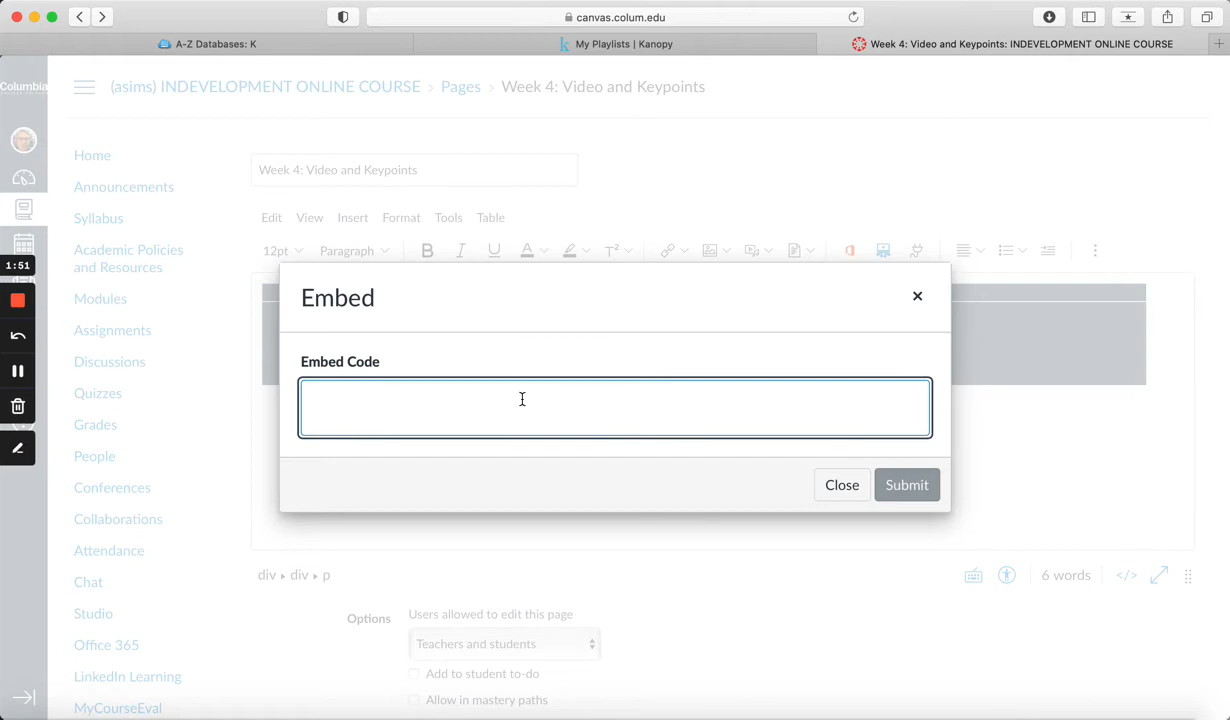 canvas.colum.edu
A-Z Databases: K
My Playlists | Kanopy
Week 4: Video and Keypoints: INDEVELOPMENT ONLINE COURSE
Columbia
(asims) INDEVELOPMENT ONLINE COURSE > Pages > Week 4: Video and Keypoints
Home
Announcements
Syllabus
Academic Policies
and Resources
Modules
Assignments
Discussions
Quizzes
Grades
People
Conferences
Collaborations
Attendance
Chat
Studio
Office 365
LinkedIn Learning
MyCourseEval
1:51
Week 4: Video and Keypoints
Edit View Insert Format Tools Table
12pt Paragraph B I U A T²
Embed
Embed Code
Close Submit
div ▸ div ▸ p
6 words </>
Options Users allowed to edit this page
Teachers and students
Add to student to-do
Allow in mastery paths